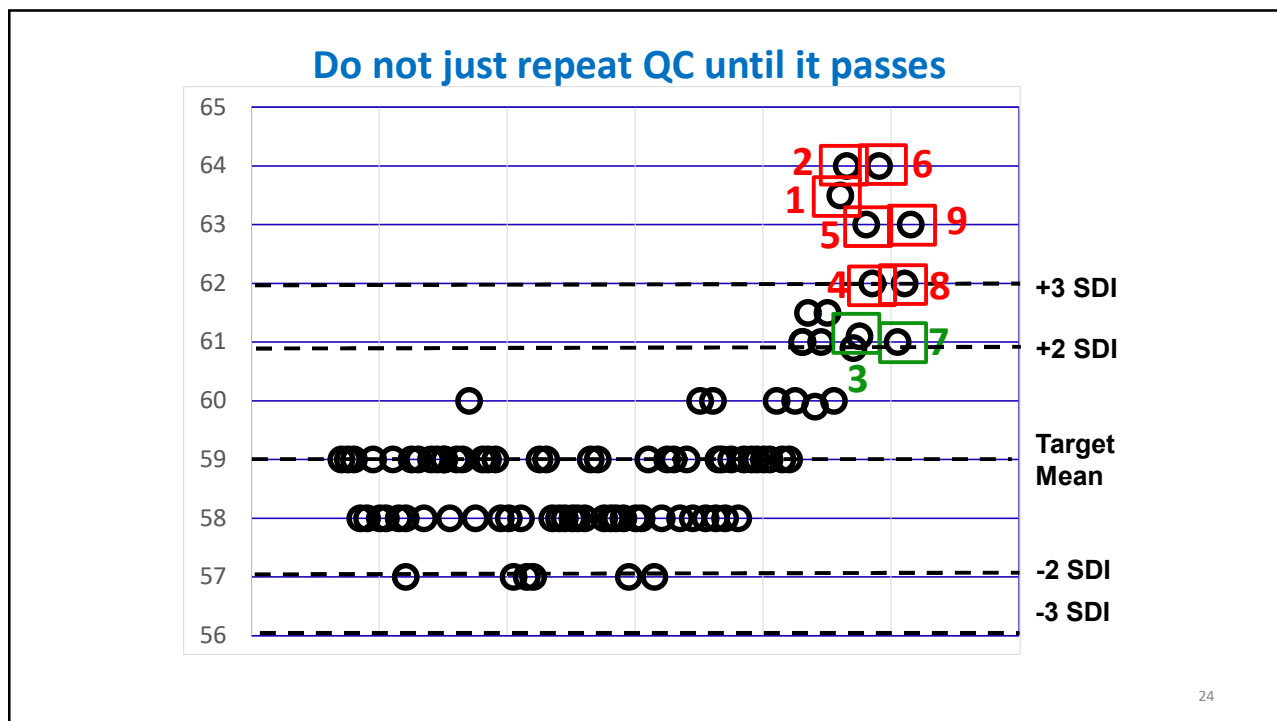 Do not just repeat QC until it passes
65
64
63
62
61
60
59
58
57
56
2
6
1
5
9
4
8
7
3
+3 SDI
+2 SDI
Target
Mean
-2 SDI
-3 SDI
24